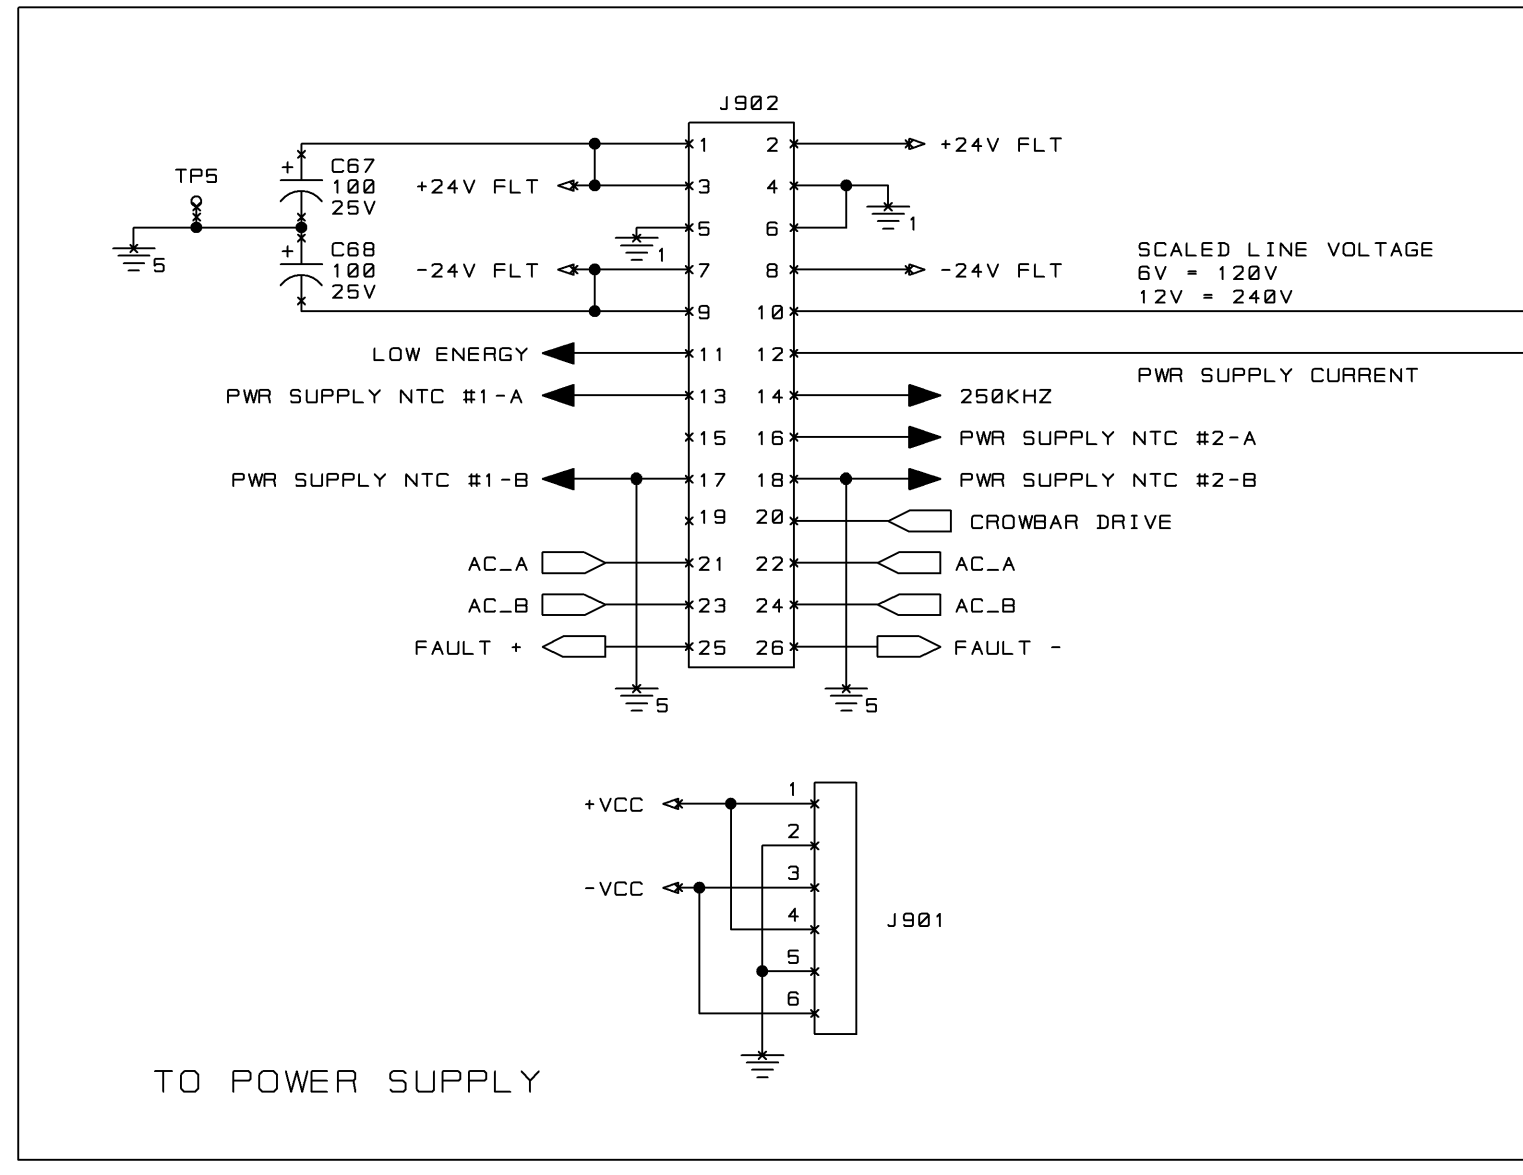 J902
1 2 +24V FLT
TP5
+ C67
100
25V
+24V FLT 3 4
5 6
1
1
5
+ C68
100
25V
-24V FLT 7 8 -24V FLT
SCALED LINE VOLTAGE
6V = 120V
12V = 240V
9 10
LOW ENERGY 11 12
PWR SUPPLY CURRENT
PWR SUPPLY NTC #1-A 13 14 250KHZ
15 16 PWR SUPPLY NTC #2-A
PWR SUPPLY NTC #1-B 17 18 PWR SUPPLY NTC #2-B
19 20 CROWBAR DRIVE
AC_A 21 22 AC_A
AC_B 23 24 AC_B
FAULT + 25 26 FAULT -
5 5
1
+VCC
2
3
-VCC
4
J901
5
6
TO POWER SUPPLY